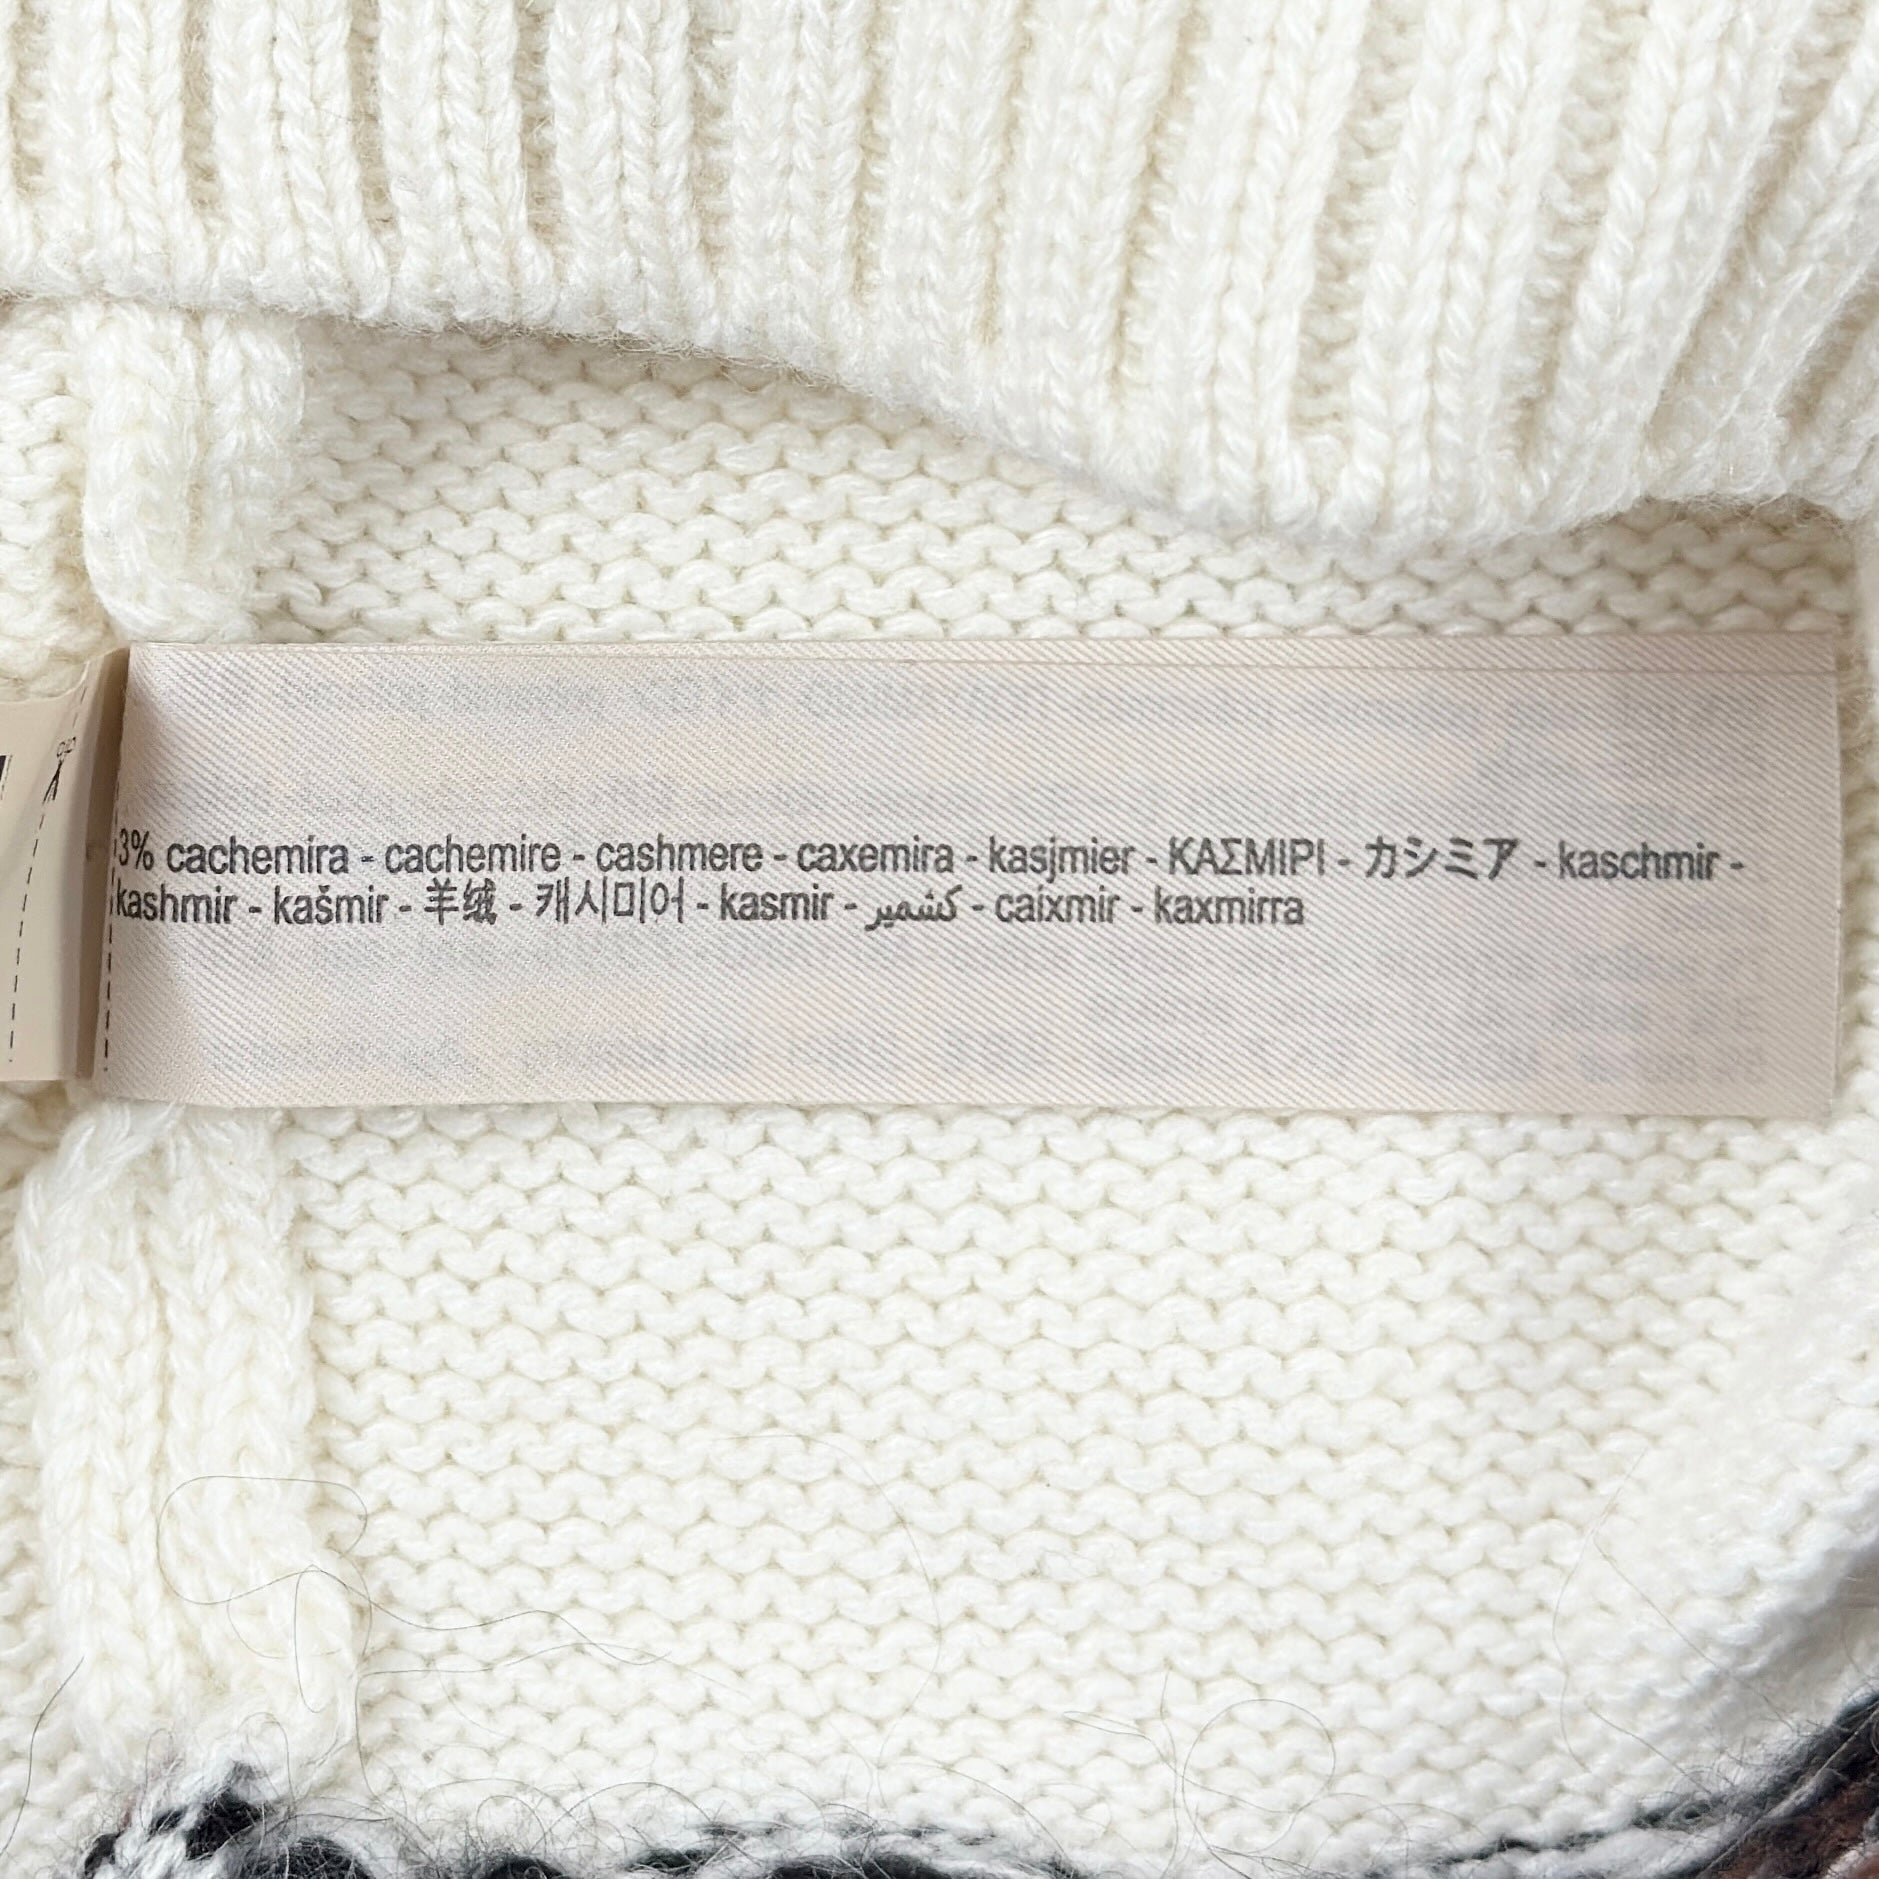 3% cachemira - cachemire - cashmere - caxemira - kasjmier - ΚΑΣΜΙΡΙ - カシミア - kaschmir -
kashmir - kašmir - 羊绒 - 캐시미어 - kasmir - كشمير - caixmir - kaxmirra